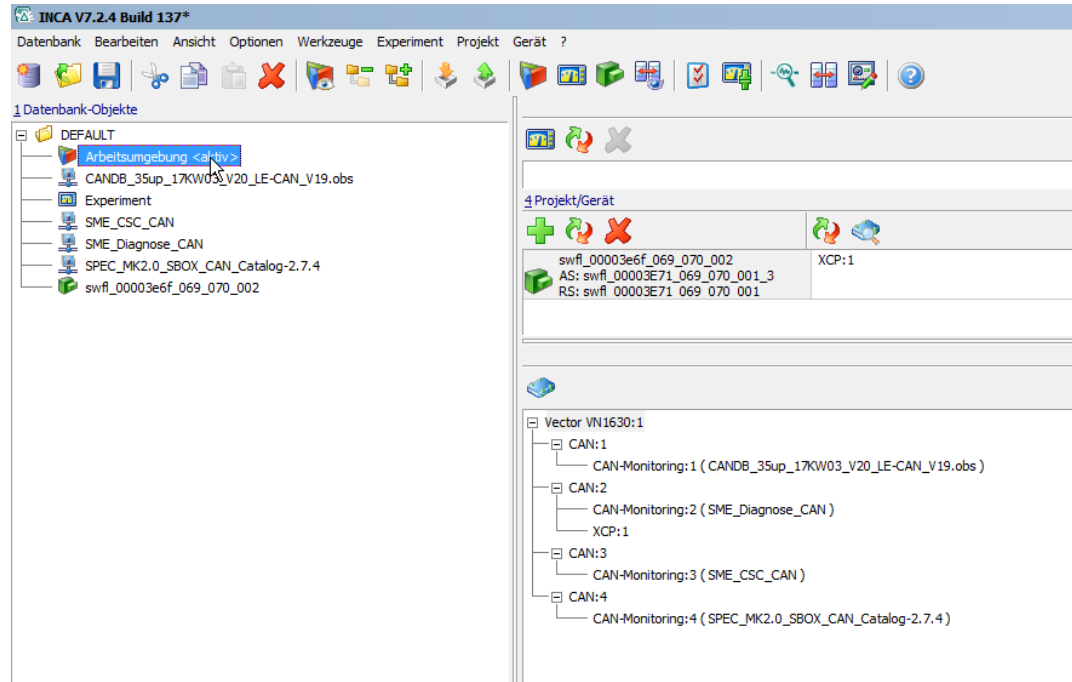 INCA V7.2.4 Build 137*
Datenbank Bearbeiten Ansicht Optionen Werkzeuge Experiment Projekt Gerät ?
1 Datenbank-Objekte
DEFAULT
Arbeitsumgebung <aktiv>
CANDB_35up_17KW03_V20_LE-CAN_V19.obs
Experiment
SME_CSC_CAN
SME_Diagnose_CAN
SPEC_MK2.0_SBOX_CAN_Catalog-2.7.4
swfl_00003e6f_069_070_002
4 Projekt/Gerät
swfl_00003e6f_069_070_002 XCP:1
AS: swfl_00003E71_069_070_001_3
RS: swfl_00003E71_069_070_001
Vector VN1630:1
CAN:1
CAN-Monitoring:1 ( CANDB_35up_17KW03_V20_LE-CAN_V19.obs )
CAN:2
CAN-Monitoring:2 ( SME_Diagnose_CAN )
XCP:1
CAN:3
CAN-Monitoring:3 ( SME_CSC_CAN )
CAN:4
CAN-Monitoring:4 ( SPEC_MK2.0_SBOX_CAN_Catalog-2.7.4 )